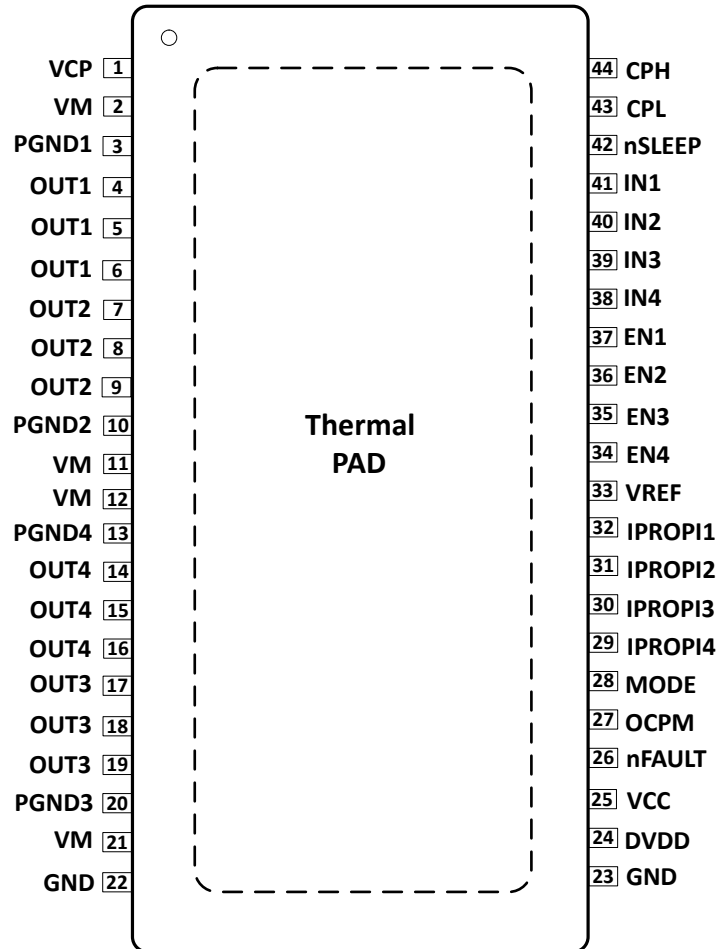 VCP 1
VM 2
PGND1 3
OUT1 4
OUT1 5
OUT1 6
OUT2 7
OUT2 8
OUT2 9
PGND2 10
VM 11
VM 12
PGND4 13
OUT4 14
OUT4 15
OUT4 16
OUT3 17
OUT3 18
OUT3 19
PGND3 20
VM 21
GND 22
Thermal
PAD
44 CPH
43 CPL
42 nSLEEP
41 IN1
40 IN2
39 IN3
38 IN4
37 EN1
36 EN2
35 EN3
34 EN4
33 VREF
32 IPROPI1
31 IPROPI2
30 IPROPI3
29 IPROPI4
28 MODE
27 OCPM
26 nFAULT
25 VCC
24 DVDD
23 GND